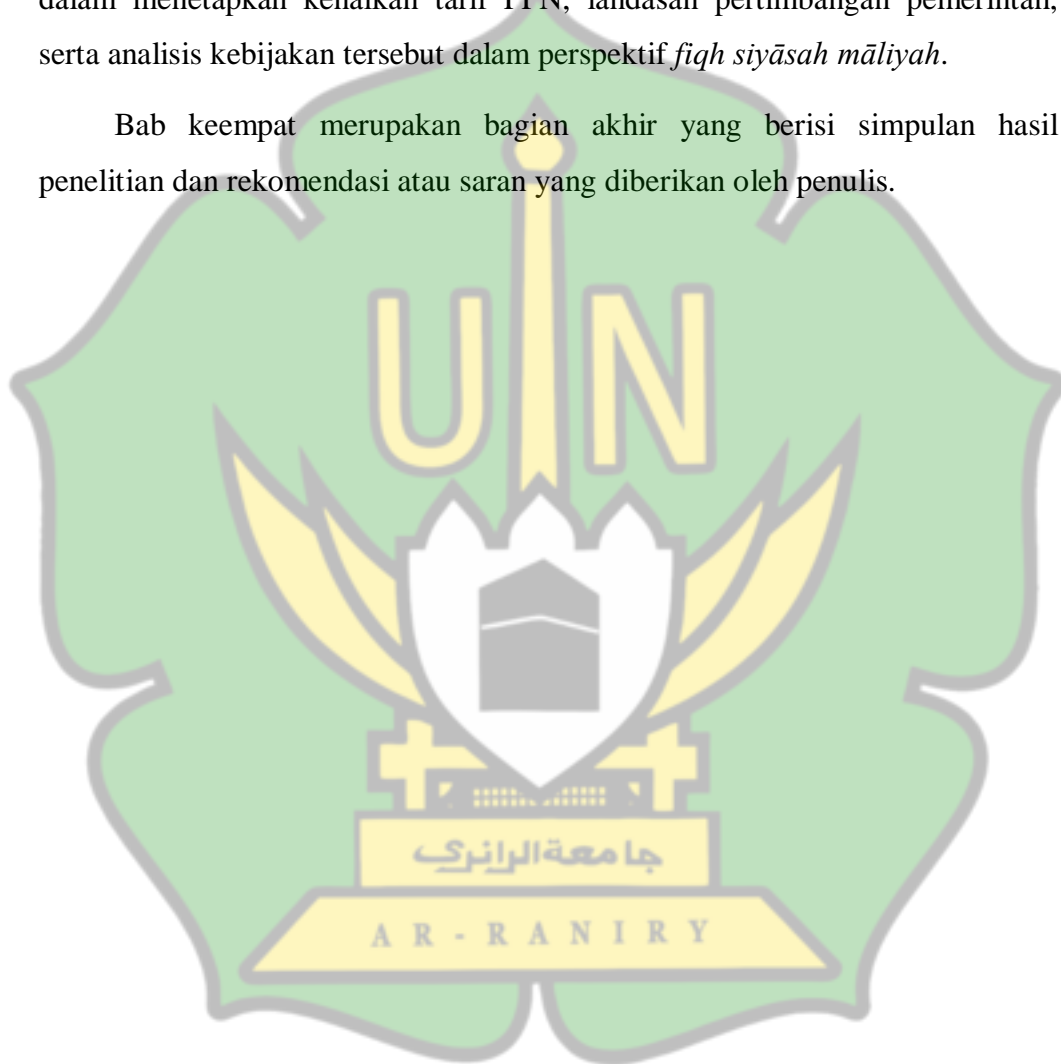 dalam menetapkan kenaikan tarif PPN, landasan pertimbangan pemerintah,
serta analisis kebijakan tersebut dalam perspektif fiqh siyāsah māliyah.
Bab keempat merupakan bagian akhir yang berisi simpulan hasil
penelitian dan rekomendasi atau saran yang diberikan oleh penulis.
UIN
جامعةالرانري
AR-RANIRY